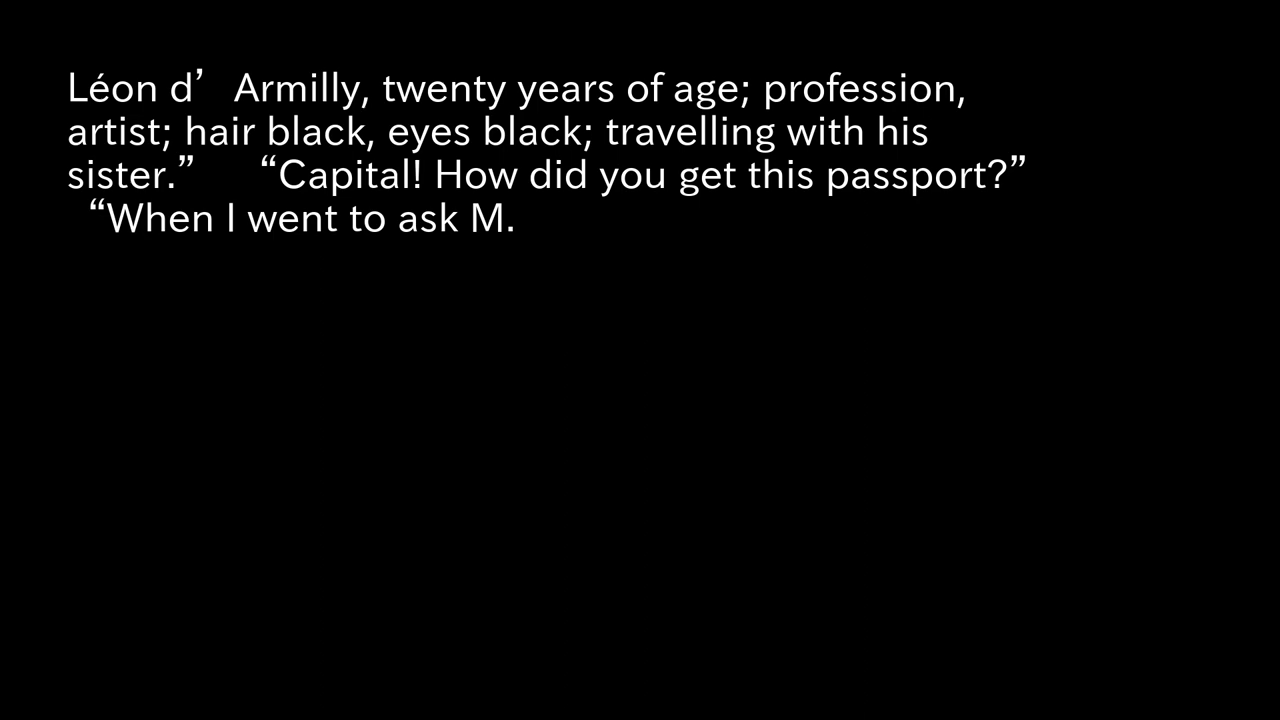 Léon d’Armilly, twenty years of age; profession,
artist; hair black, eyes black; travelling with his
sister.” “Capital! How did you get this passport?”
“When I went to ask M.